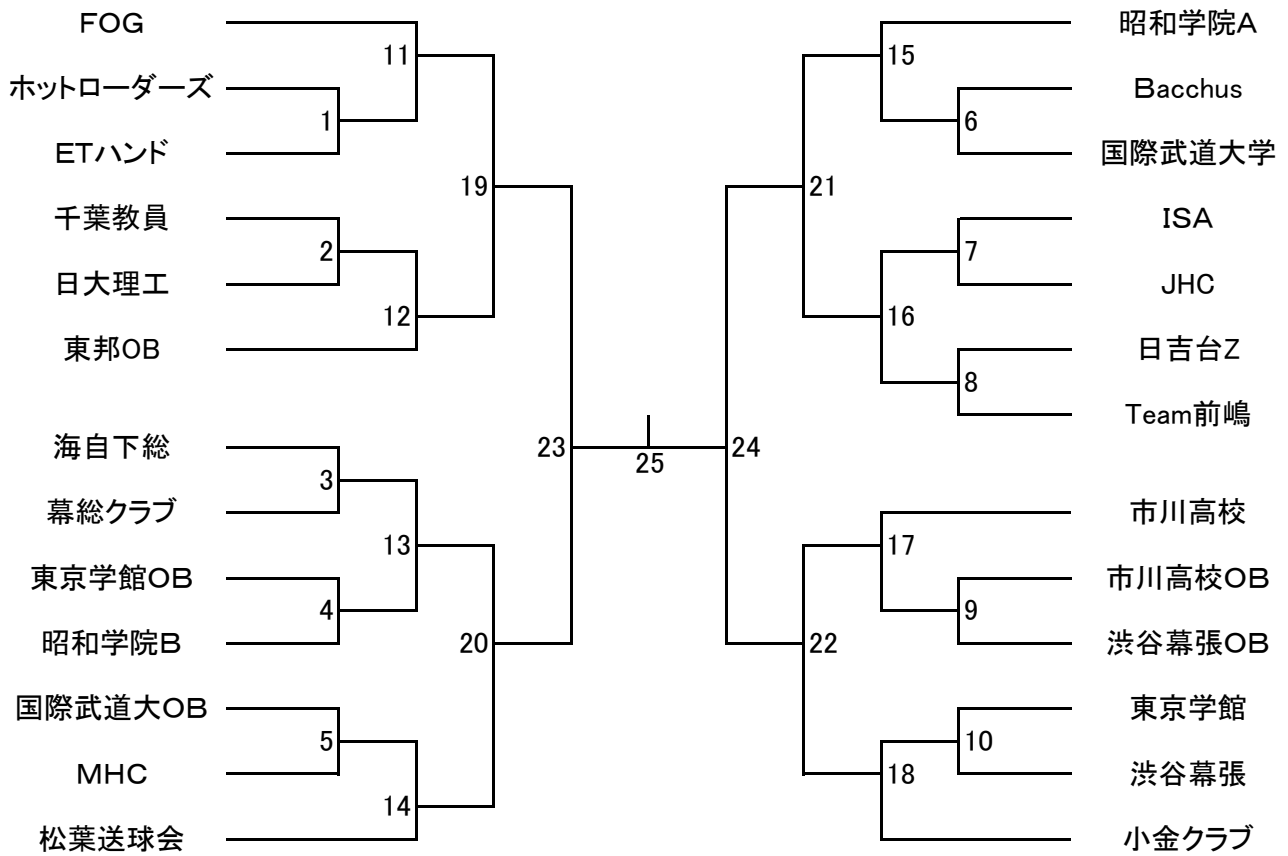 FOG
ホットローダーズ
ETハンド
千葉教員
日大理工
東邦OB
海自下総
幕総クラブ
東京学館OB
昭和学院B
国際武道大OB
MHC
松葉送球会
1
2
3
4
5
11
12
13
14
19
20
23
25
24
21
22
15
16
17
18
6
7
8
9
10
昭和学院A
Bacchus
国際武道大学
ISA
JHC
日吉台Z
Team前嶋
市川高校
市川高校OB
渋谷幕張OB
東京学館
渋谷幕張
小金クラブ